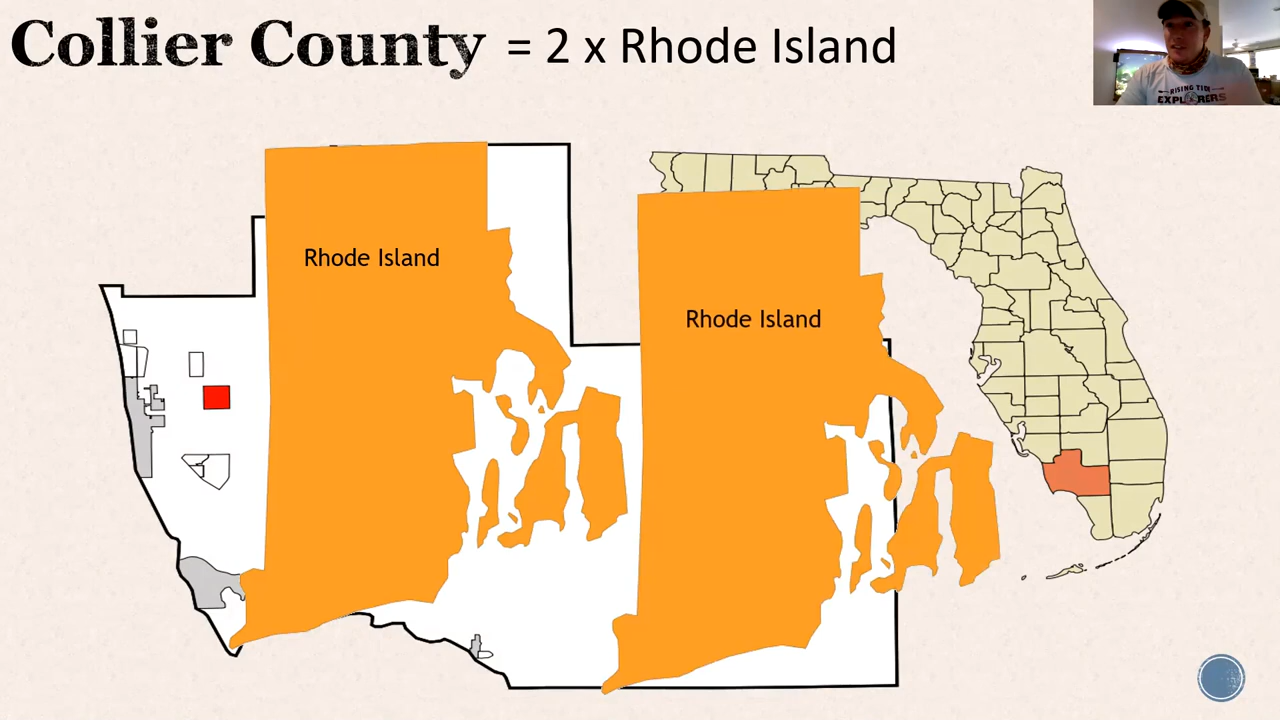 Collier County = 2 x Rhode Island
RISING TIDE
EXPLORERS
Rhode Island
Rhode Island